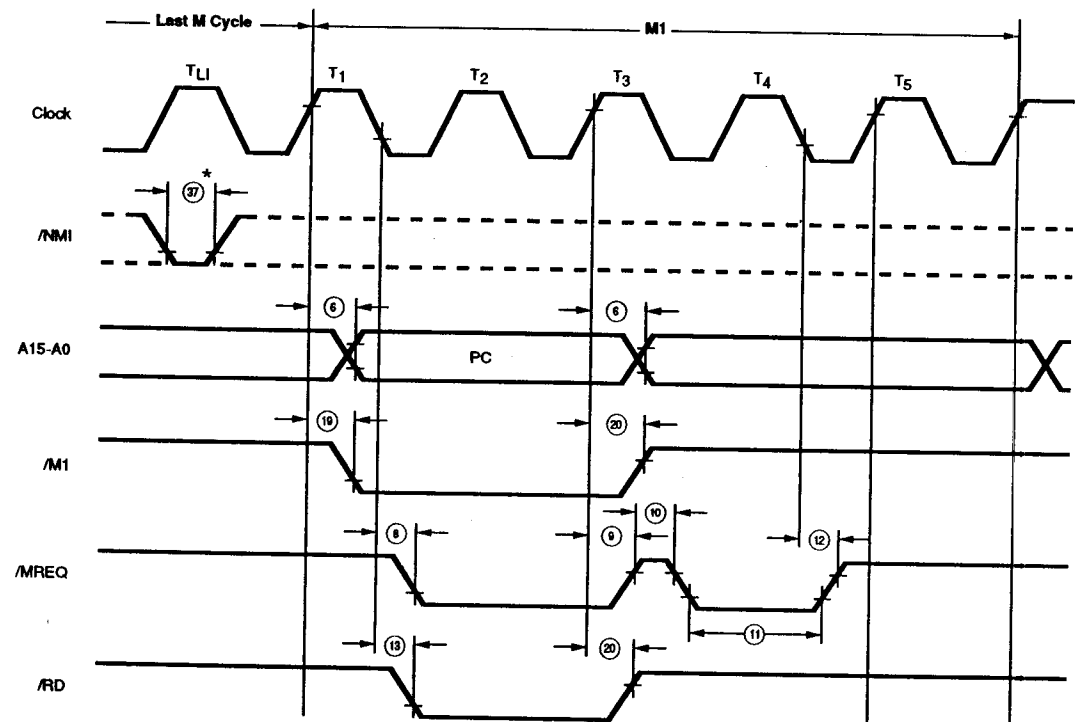 Last M Cycle
M1
TLI
T1
T2
T3
T4
T5
Clock
37
*
/NMI
6
6
A15-A0
PC
19
20
/M1
8
9
10
12
/MREQ
11
13
20
/RD